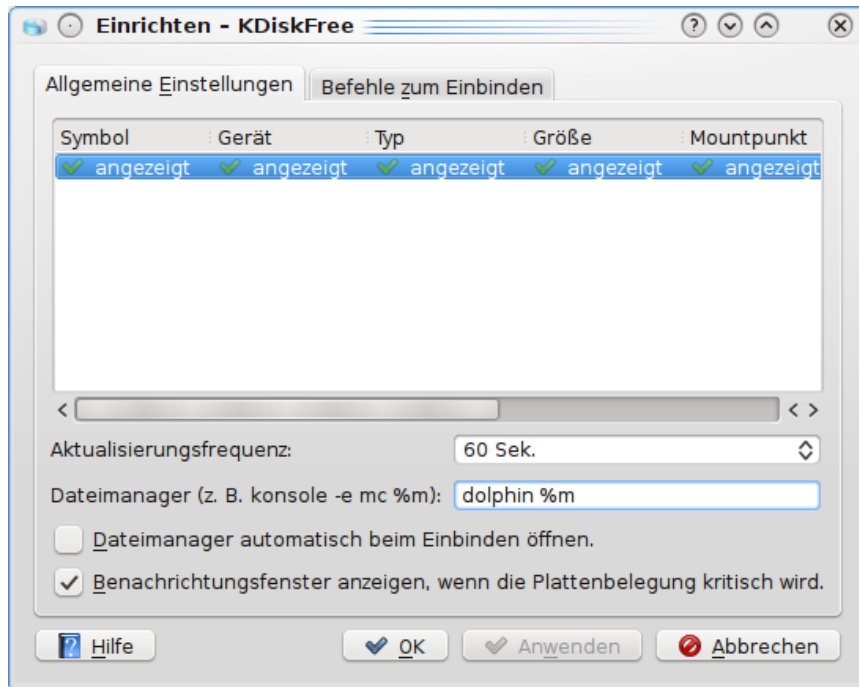 Einrichten - KDiskFree
Allgemeine Einstellungen
Befehle zum Einbinden
Symbol Gerät Typ Größe Mountpunkt
angezeigt angezeigt angezeigt angezeigt angezeigt
Aktualisierungsfrequenz: 60 Sek.
Dateimanager (z. B. konsole -e mc %m): dolphin %m
Dateimanager automatisch beim Einbinden öffnen.
Benachrichtungsfenster anzeigen, wenn die Plattenbelegung kritisch wird.
Hilfe OK Anwenden Abbrechen